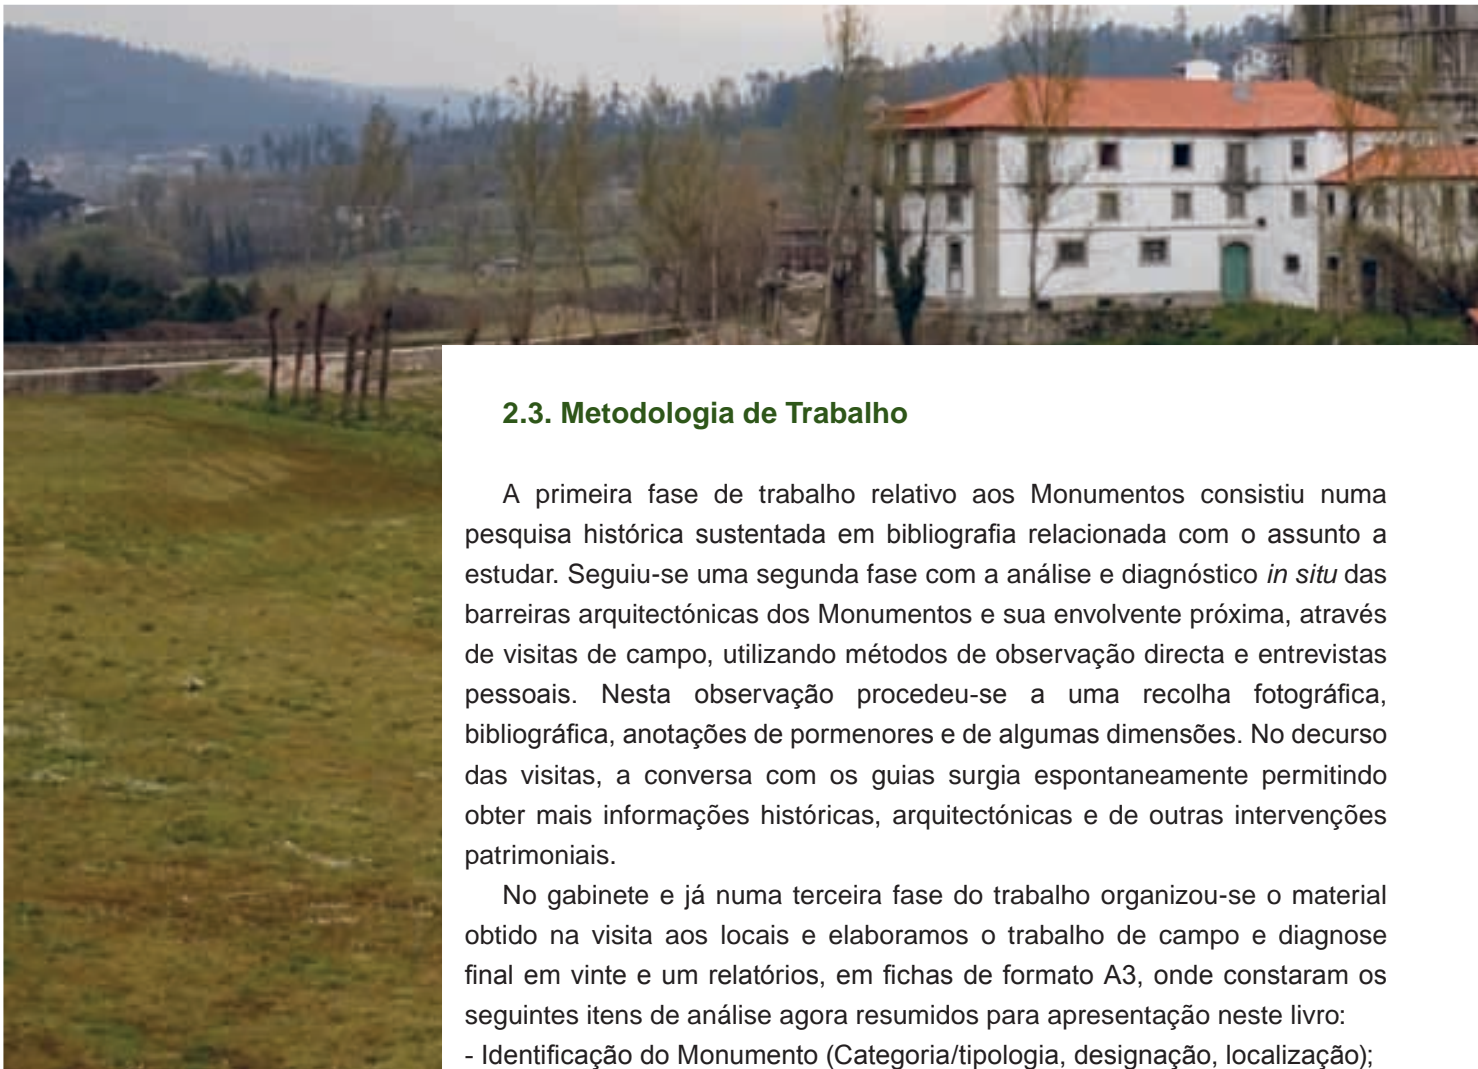 2.3. Metodologia de Trabalho
A primeira fase de trabalho relativo aos Monumentos consistiu numa
pesquisa histórica sustentada em bibliografia relacionada com o assunto a
estudar. Seguiu-se uma segunda fase com a análise e diagnóstico in situ das
barreiras arquitectónicas dos Monumentos e sua envolvente próxima, através
de visitas de campo, utilizando métodos de observação directa e entrevistas
pessoais. Nesta observação procedeu-se a uma recolha fotográfica,
bibliográfica, anotações de pormenores e de algumas dimensões. No decurso
das visitas, a conversa com os guias surgia espontaneamente permitindo
obter mais informações históricas, arquitectónicas e de outras intervenções
patrimoniais.
No gabinete e já numa terceira fase do trabalho organizou-se o material
obtido na visita aos locais e elaboramos o trabalho de campo e diagnose
final em vinte e um relatórios, em fichas de formato A3, onde constaram os
seguintes itens de análise agora resumidos para apresentação neste livro:
- Identificação do Monumento (Categoria/tipologia, designação, localização);